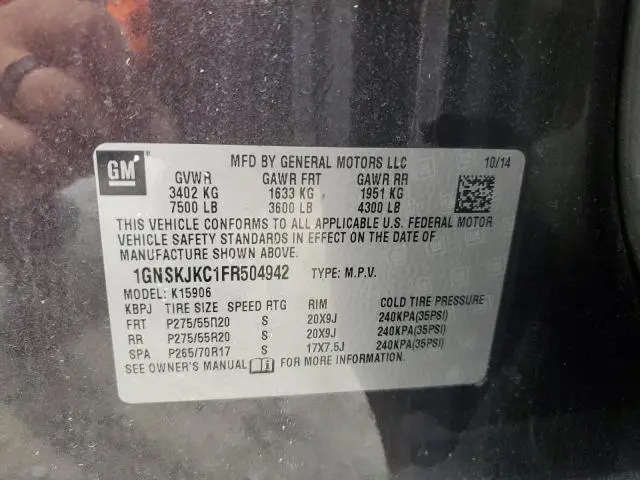 GM
MFD BY GENERAL MOTORS LLC 10/14
GVWR GAWR FRT GAWR RR
3402 KG 1633 KG 1951 KG
7500 LB 3600 LB 4300 LB
THIS VEHICLE CONFORMS TO ALL APPLICABLE U.S. FEDERAL MOTOR
VEHICLE SAFETY STANDARDS IN EFFECT ON THE DATE OF
MANUFACTURE SHOWN ABOVE.
1GNSKJKC1FR504942 TYPE: M.P.V.
MODEL: K15906
KBPJ TIRE SIZE SPEED RTG RIM COLD TIRE PRESSURE
FRT P275/55R20 S 20X9J 240KPA(35PSI)
RR P275/55R20 S 20X9J 240KPA(35PSI)
SPA P265/70R17 S 17X7.5J 240KPA(35PSI)
SEE OWNER'S MANUAL FOR MORE INFORMATION